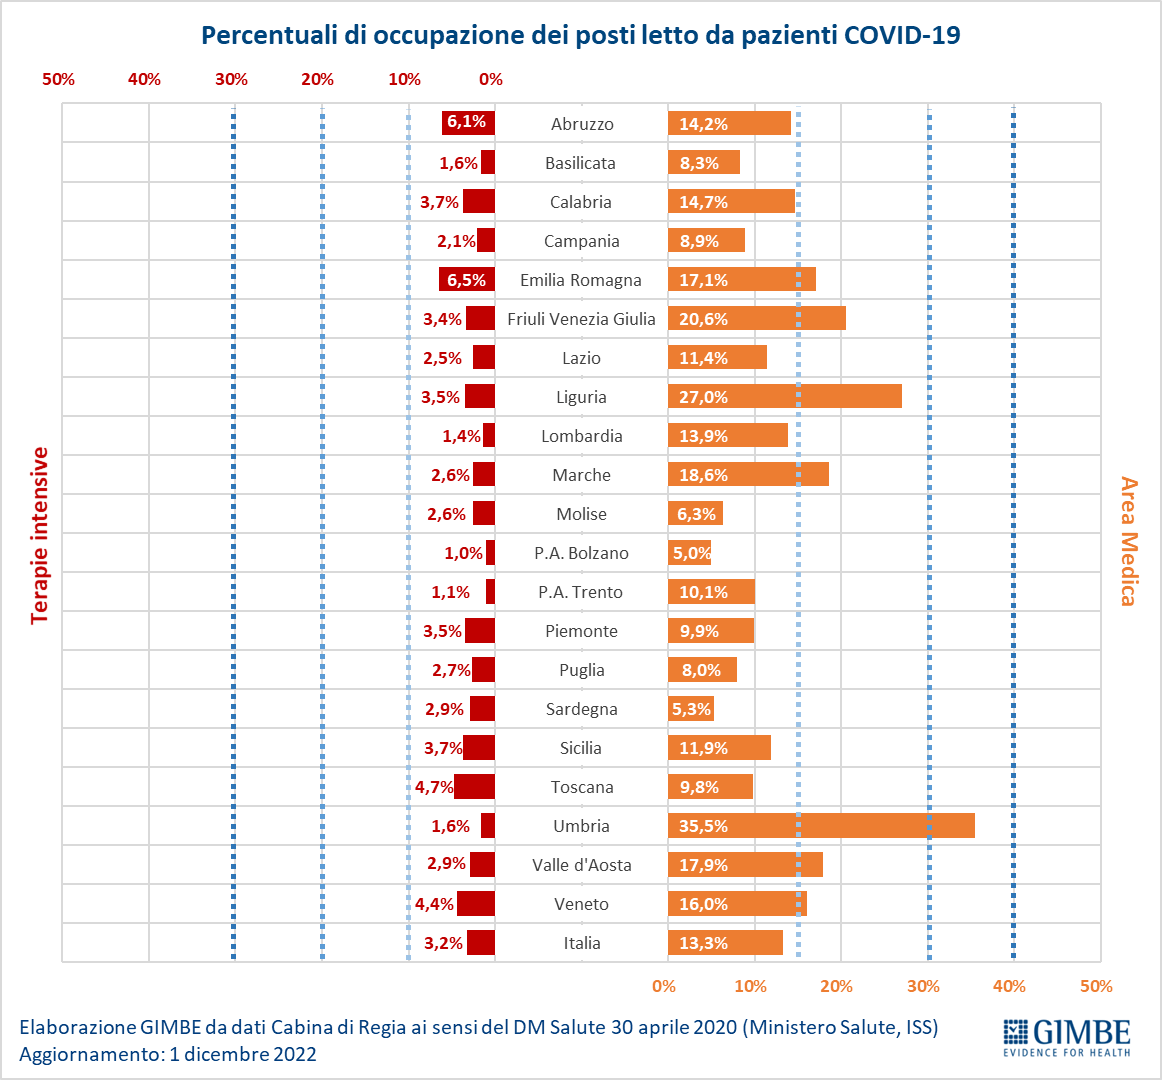 Percentuali di occupazione dei posti letto da pazienti COVID-19
50% 40% 30% 20% 10% 0%
6,1% Abruzzo 14,2%
1,6% Basilicata 8,3%
3,7% Calabria 14,7%
2,1% Campania 8,9%
6,5% Emilia Romagna 17,1%
3,4% Friuli Venezia Giulia 20,6%
2,5% Lazio 11,4%
3,5% Liguria 27,0%
1,4% Lombardia 13,9%
2,6% Marche 18,6%
2,6% Molise 6,3%
1,0% P.A. Bolzano 5,0%
1,1% P.A. Trento 10,1%
3,5% Piemonte 9,9%
2,7% Puglia 8,0%
2,9% Sardegna 5,3%
3,7% Sicilia 11,9%
4,7% Toscana 9,8%
1,6% Umbria 35,5%
2,9% Valle d'Aosta 17,9%
4,4% Veneto 16,0%
3,2% Italia 13,3%
Terapie intensive
Area Medica
0% 10% 20% 30% 40% 50%
Elaborazione GIMBE da dati Cabina di Regia ai sensi del DM Salute 30 aprile 2020 (Ministero Salute, ISS)
Aggiornamento: 1 dicembre 2022
GIMBE
EVIDENCE FOR HEALTH